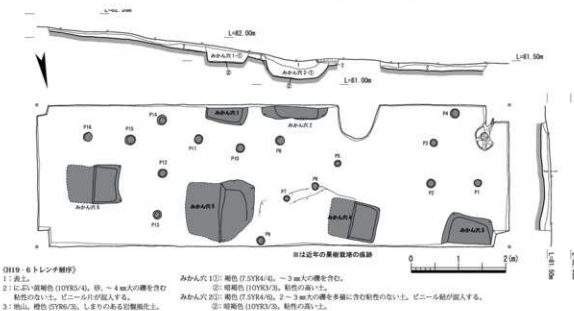 L=82.50m
L=82.00m
L=81.50m
みかん穴1-①
②
みかん穴2-①
②
L=81.00m
P16
P15
P14
みかん穴1
みかん穴2
P4
P11
P10
P8
P3
P5
P12
P6
P7
P2
P1
みかん穴6
みかん穴5
みかん穴4
みかん穴3
P13
P9
※は近年の果樹栽培の痕跡
0 1 2(m)
L=81.50m
L=81.00m
(H19-6トレンチ層序)
1：表土。
2：にぶい黄褐色(10YR5/4)。砂、～4㎜大の礫を含む
粘性のない土。ビニール片が混入する。
3：地山。橙色(5YR6/8)。しまりのある岩盤風化土。
みかん穴1①：褐色(7.5YR4/4)。～3㎜大の礫を含む。
②：暗褐色(10YR3/3)。粘性の高い土。
みかん穴2①：褐色(7.5YR4/6)。2～3㎜大の礫を多量に含む粘性のない土。ビニール紐が混入する。
②：暗褐色(10YR3/3)。粘性の高い土。